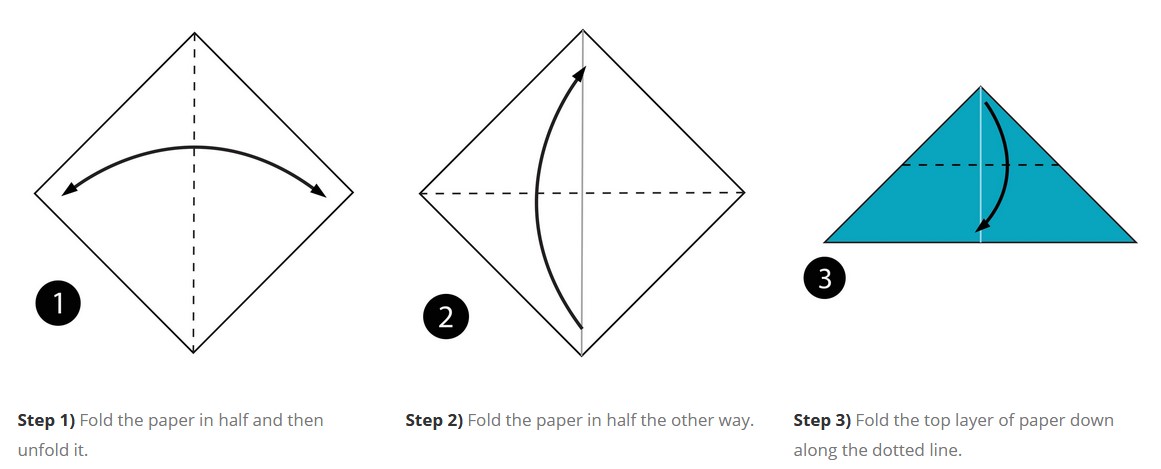 1
2
3
Step 1) Fold the paper in half and then
unfold it.
Step 2) Fold the paper in half the other way.
Step 3) Fold the top layer of paper down
along the dotted line.